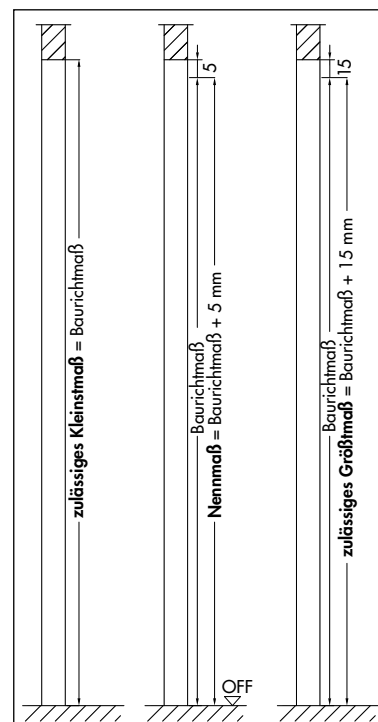 zulässiges Kleinstmaß = Baurichtmaß
5
Baurichtmaß
Nennmaß = Baurichtmaß + 5 mm
OFF
15
Baurichtmaß
zulässiges Größtmaß = Baurichtmaß + 15 mm